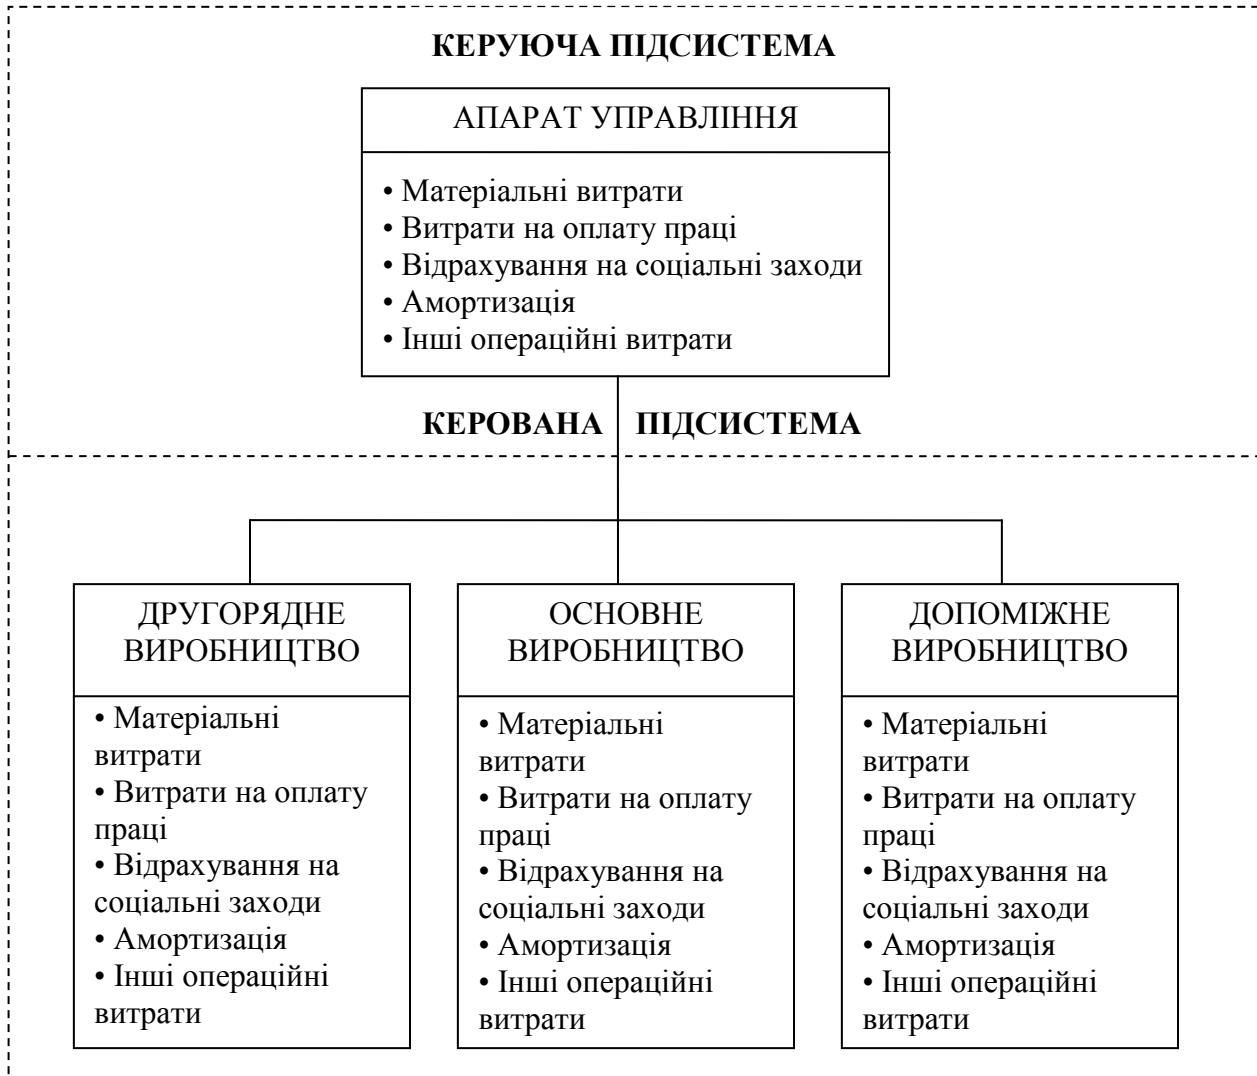 КЕРУЮЧА ПІДСИСТЕМА
АПАРАТ УПРАВЛІННЯ
• Матеріальні витрати
• Витрати на оплату праці
• Відрахування на соціальні заходи
• Амортизація
• Інші операційні витрати
КЕРОВАНА ПІДСИСТЕМА
ДРУГОРЯДНЕ
ВИРОБНИЦТВО
• Матеріальні
витрати
• Витрати на оплату
праці
• Відрахування на
соціальні заходи
• Амортизація
• Інші операційні
витрати
ОСНОВНЕ
ВИРОБНИЦТВО
• Матеріальні
витрати
• Витрати на оплату
праці
• Відрахування на
соціальні заходи
• Амортизація
• Інші операційні
витрати
ДОПОМІЖНЕ
ВИРОБНИЦТВО
• Матеріальні
витрати
• Витрати на оплату
праці
• Відрахування на
соціальні заходи
• Амортизація
• Інші операційні
витрати